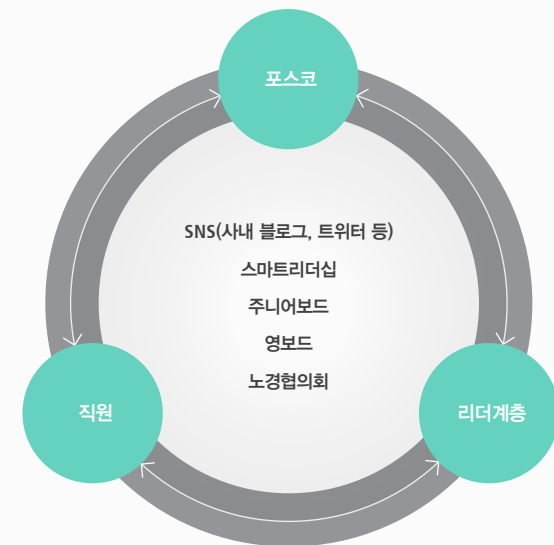 포스코
SNS(사내 블로그, 트위터 등)
스마트리더십
주니어보드
영보드
노경협의회
직원
리더계층